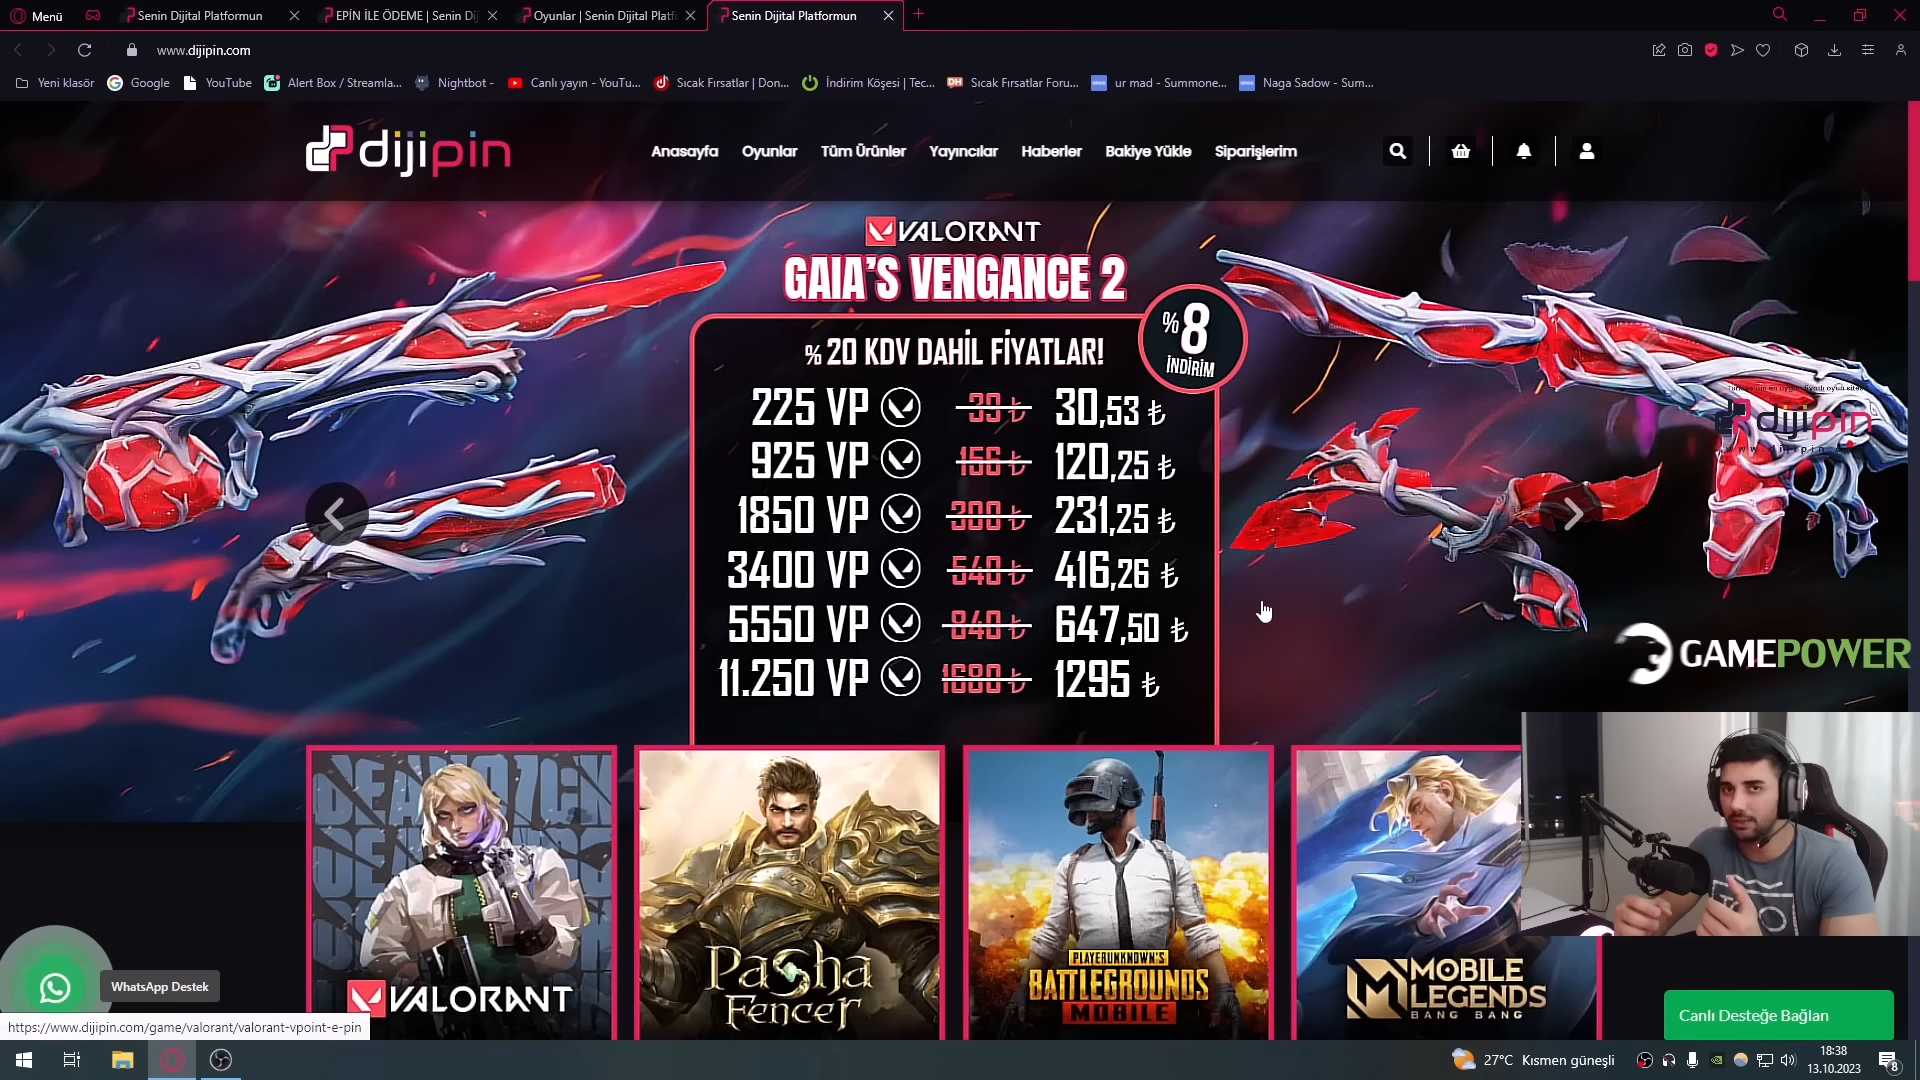 Menü
Senin Dijital Platformun
EPİN İLE ÖDEME | Senin Di
Oyunlar | Senin Dijital Platf
Senin Dijital Platformun
www.dijipin.com
Yeni klasör
Google
YouTube
Alert Box / Streamla...
Nightbot -
Canlı yayın - YouTu...
Sıcak Fırsatlar | Don...
İndirim Köşesi | Tec...
DH
Sıcak Fırsatlar Foru...
ur mad - Summone...
Naga Sadow - Sum...
dijipin
Anasayfa
Oyunlar
Tüm Ürünler
Yayıncılar
Haberler
Bakiye Yükle
Siparişlerim
VALORANT
GAIA'S VENGANCE 2
%8
İNDİRİM
% 20 KDV DAHİL FİYATLAR!
225 VP 39 ₺ 30,53 ₺
925 VP 156 ₺ 120,25 ₺
1850 VP 300 ₺ 231,25 ₺
3400 VP 540 ₺ 416,26 ₺
5550 VP 840 ₺ 647,50 ₺
11.250 VP 1680 ₺ 1295 ₺
dijipin
GAMEPOWER
VALORANT
Pasha
Fencer
PLAYERUNKNOWN'S
BATTLEGROUNDS
MOBILE
MOBILE
LEGENDS
BANG BANG
WhatsApp Destek
Canlı Desteğe Bağlan
https://www.dijipin.com/game/valorant/valorant-vpoint-e-pin
27°C Kısmen güneşli
18:38
13.10.2023
8